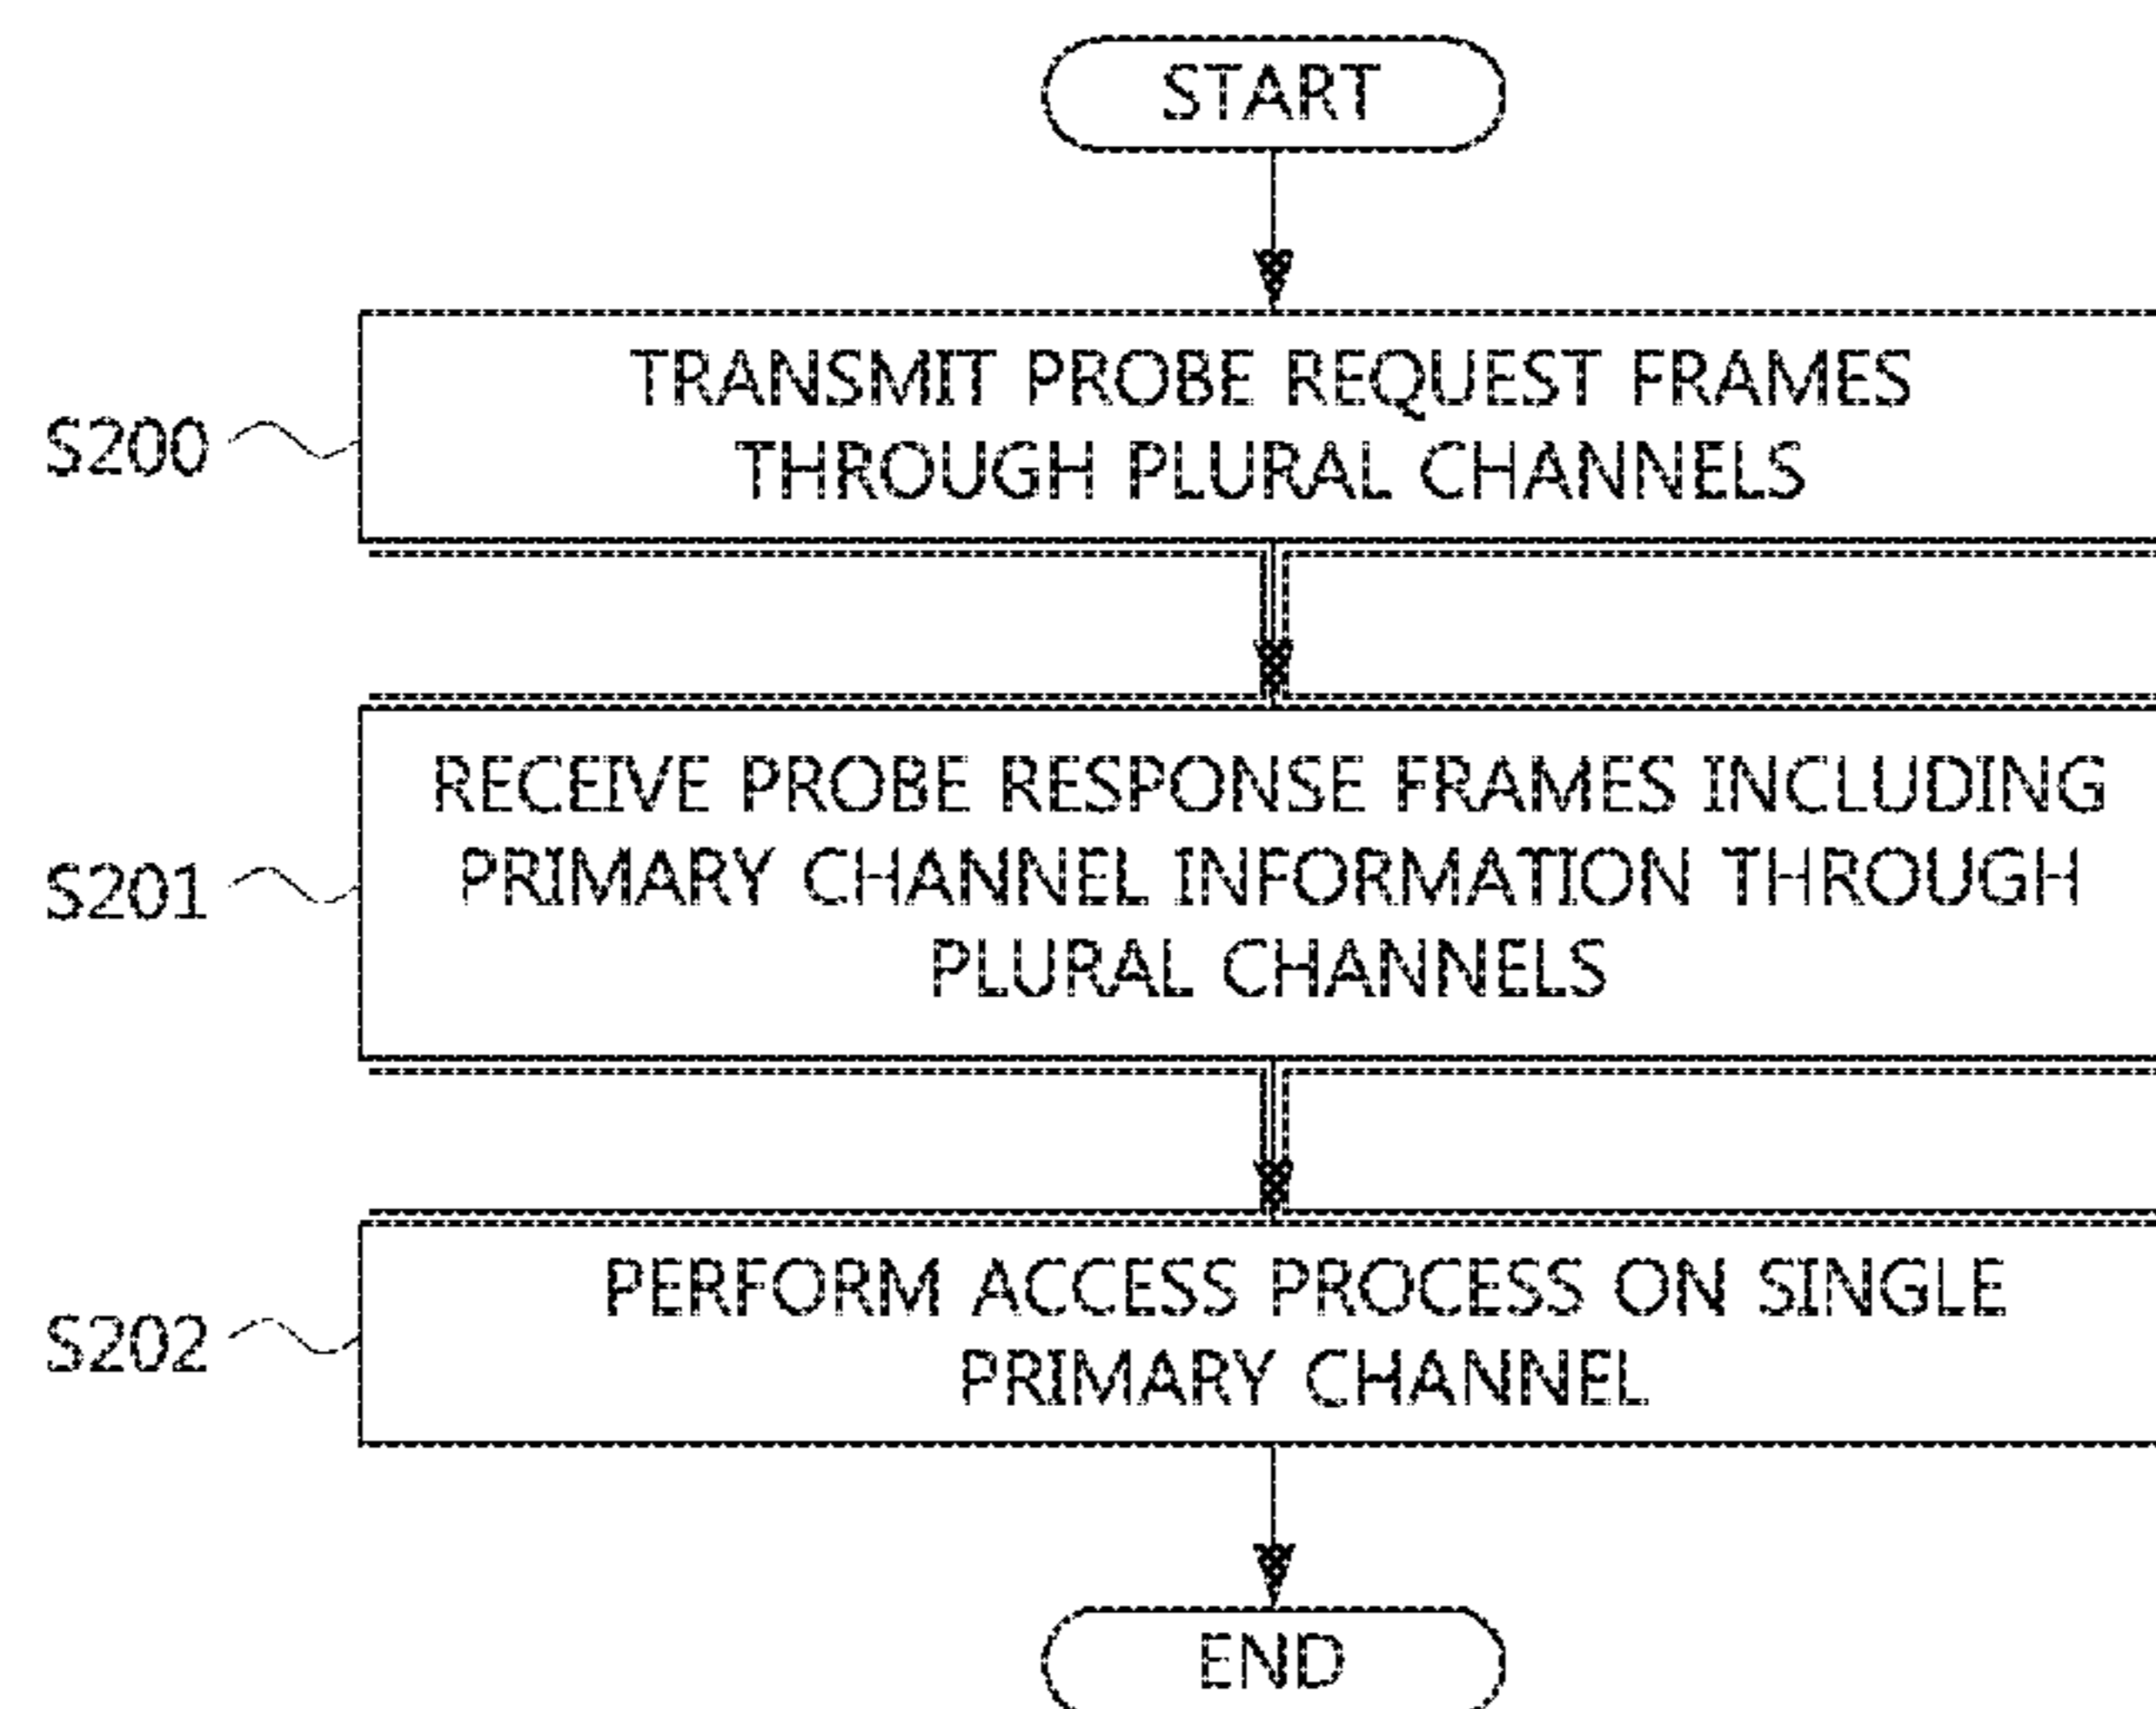 START
TRANSMIT PROBE REQUEST FRAMES
THROUGH PLURAL CHANNELS
S200
RECEIVE PROBE RESPONSE FRAMES INCLUDING
PRIMARY CHANNEL INFORMATION THROUGH
PLURAL CHANNELS
S201
PERFORM ACCESS PROCESS ON SINGLE
PRIMARY CHANNEL
S202
END